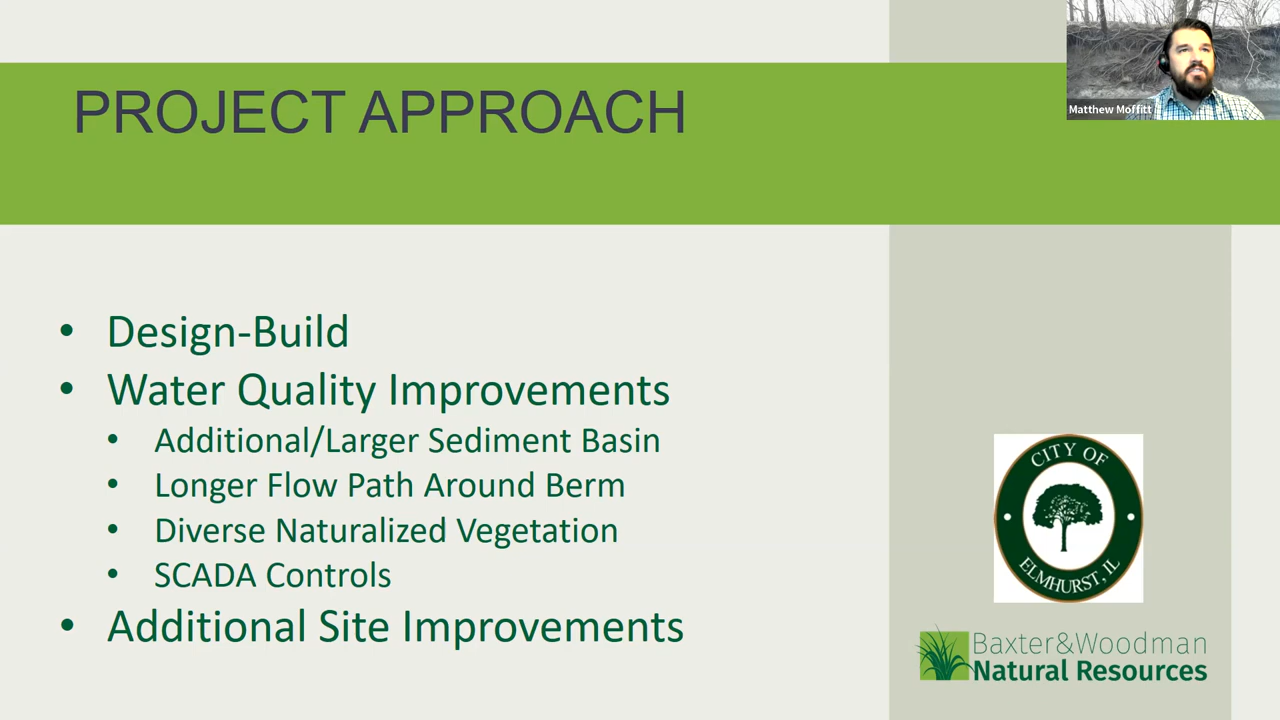 PROJECT APPROACH
Matthew Moffitt
• Design-Build
• Water Quality Improvements
• Additional/Larger Sediment Basin
• Longer Flow Path Around Berm
• Diverse Naturalized Vegetation
• SCADA Controls
• Additional Site Improvements
CITY OF
ELMHURST, IL
Baxter&Woodman
Natural Resources